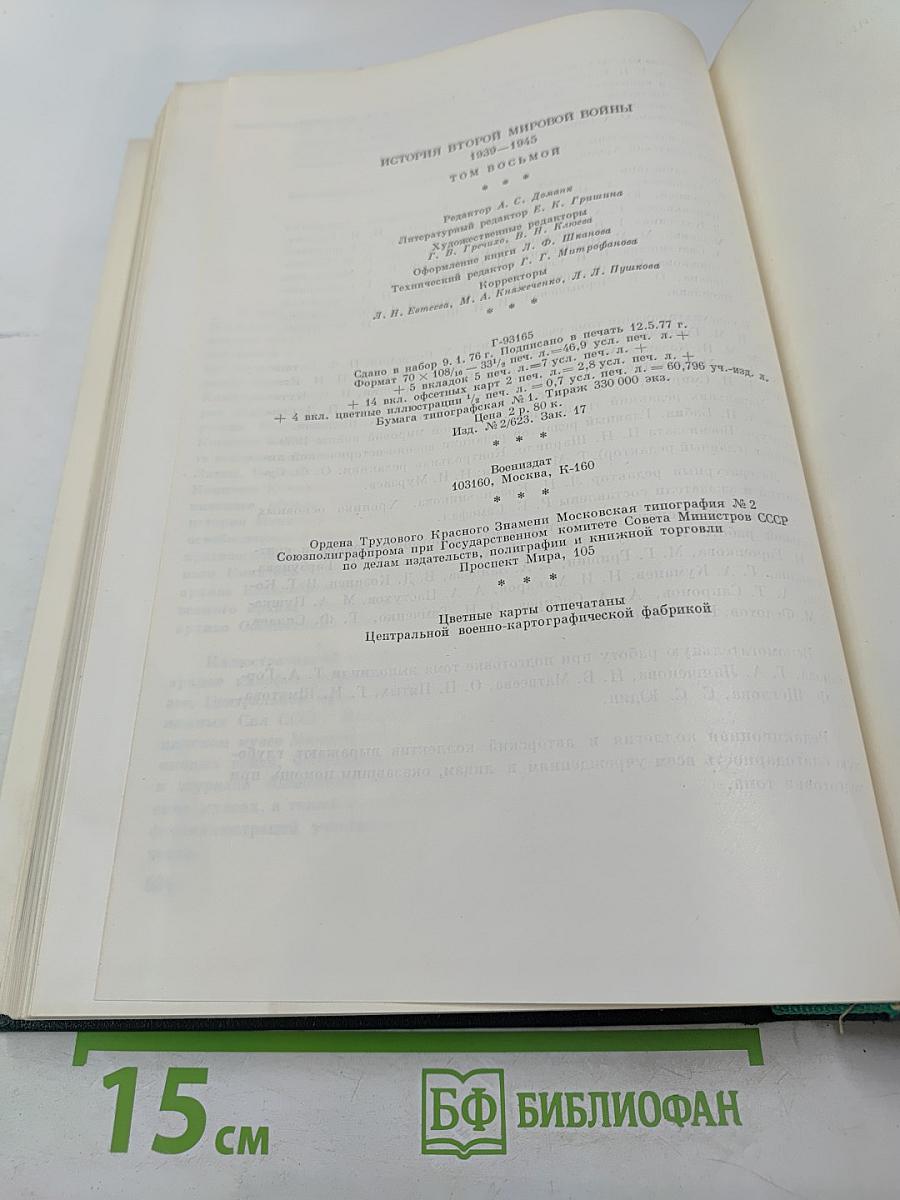 ИСТОРИЯ ВТОРОЙ МИРОВОЙ ВОЙНЫ
1939—1945
ТОМ ВОСЬМОЙ
* * *
Редактор А. С. Доманк
Литературный редактор Е. К. Гришина
Художественные редакторы
Г. В. Гречихо, В. Н. Клюева
Оформление книги Л. Ф. Шканова
Технический редактор Г. Г. Митрофанова
Корректоры
Л. Н. Евтеева, М. А. Княжеченко, Л. Л. Пушкова
* * *
Г-93165
Сдано в набор 9. 1. 76 г. Подписано в печать 12.5.77 г.
Формат 70 × 108/16 — 33 1/2 печ. л.=46,9 усл. печ. л. +
+ 5 вкладок 5 печ. л.=7 усл. печ. л. +
+ 14 вкл. офсетных карт 2 печ. л.= 2,8 усл. печ. л. +
+ 4 вкл. цветные иллюстрации 1/2 печ. л. = 0,7 усл. печ. л. = 60,796 уч.-изд. л.
Бумага типографская № 1. Тираж 330 000 экз.
Цена 2 р. 80 к.
Изд. № 2/623. Зак. 17
* * *
Воениздат
103160, Москва, К-160
* * *
Ордена Трудового Красного Знамени Московская типография № 2
Союзполиграфпрома при Государственном комитете Совета Министров СССР
по делам издательств, полиграфии и книжной торговли
Проспект Мира, 105
* * *
Цветные карты отпечатаны
Центральной военно-картографической фабрикой
15 см
БФ БИБЛИОФАН